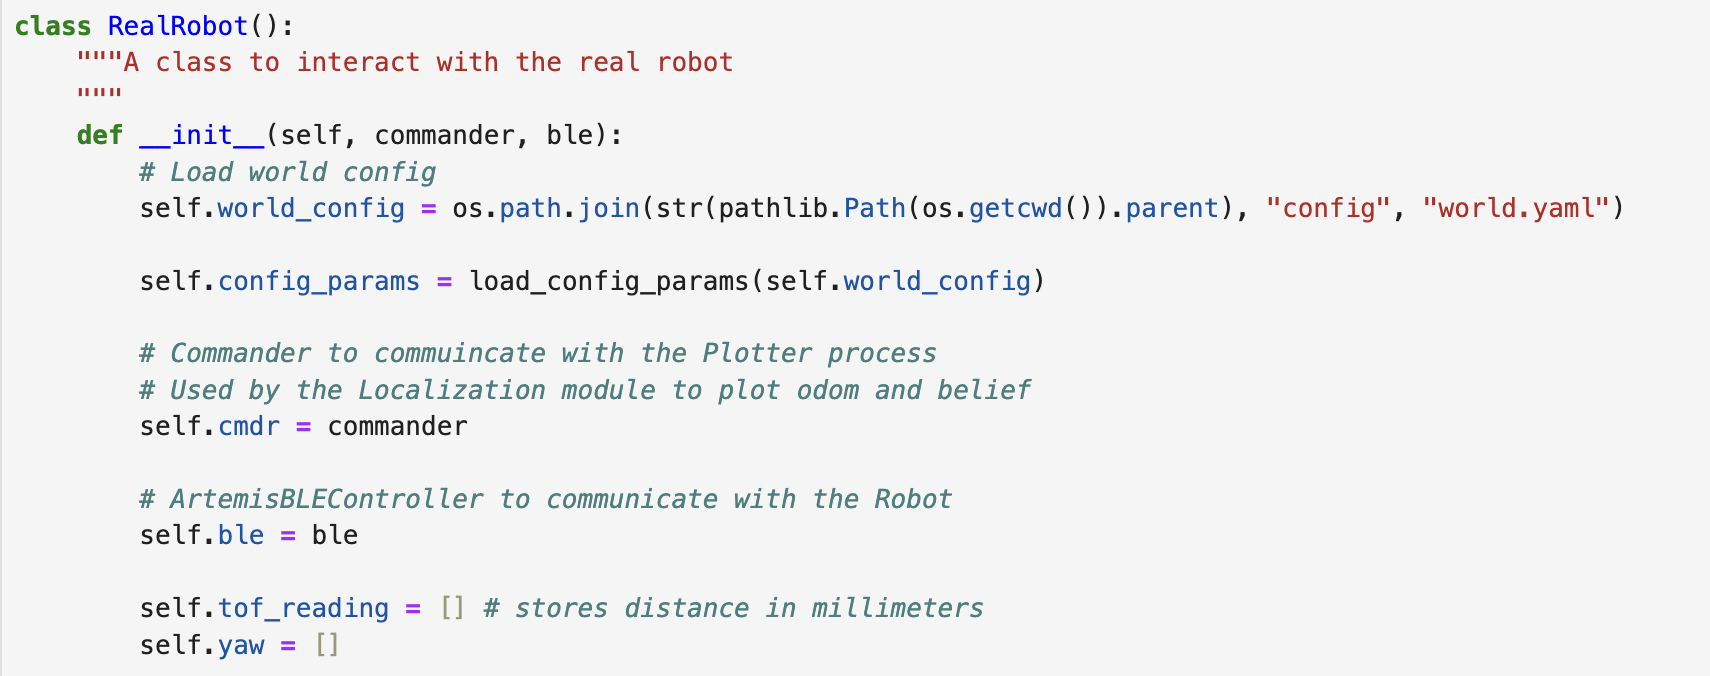 class RealRobot():
    """A class to interact with the real robot
    """
    def __init__(self, commander, ble):
        # Load world config
        self.world_config = os.path.join(str(pathlib.Path(os.getcwd()).parent), "config", "world.yaml")

        self.config_params = load_config_params(self.world_config)

        # Commander to commuincate with the Plotter process
        # Used by the Localization module to plot odom and belief
        self.cmdr = commander

        # ArtemisBLEController to communicate with the Robot
        self.ble = ble

        self.tof_reading = [] # stores distance in millimeters
        self.yaw = []